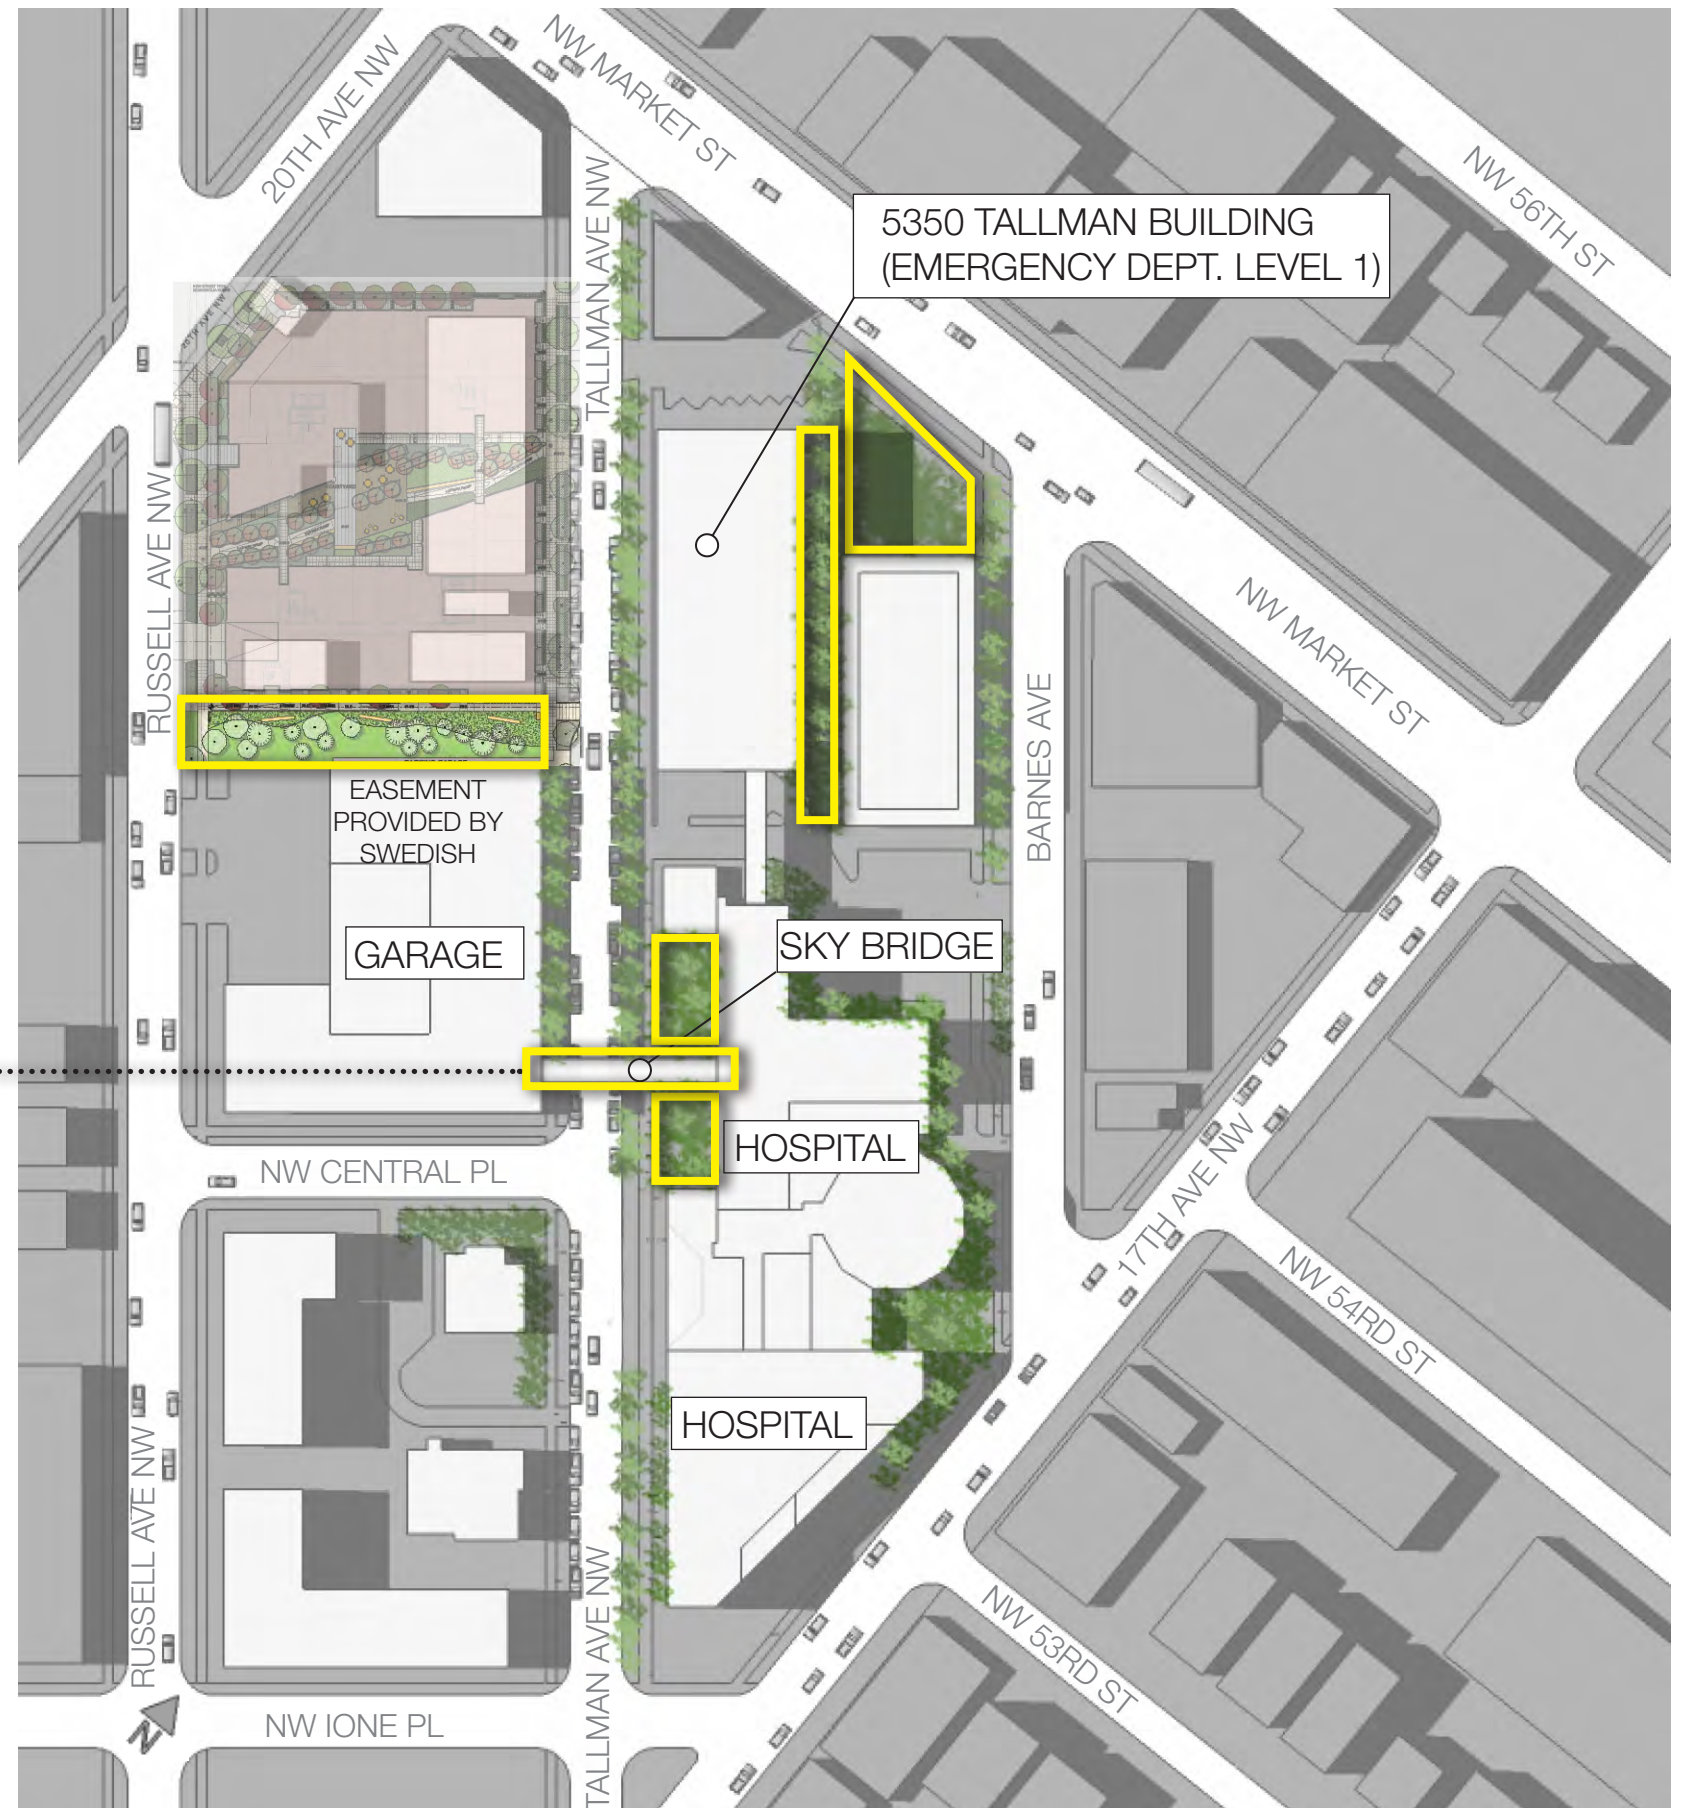 NW MARKET ST
20TH AVE NW
NW 56TH ST
TALLMAN AVE NW
5350 TALLMAN BUILDING
(EMERGENCY DEPT. LEVEL 1)
20TH AVE NW
RUSSELL AVE NW
NW MARKET ST
BARNES AVE
EASEMENT
PROVIDED BY
SWEDISH
GARAGE
SKY BRIDGE
HOSPITAL
NW CENTRAL PL
17TH AVE NW
NW 54RD ST
HOSPITAL
RUSSELL AVE NW
TALLMAN AVE NW
NW 53RD ST
N
NW IONE PL